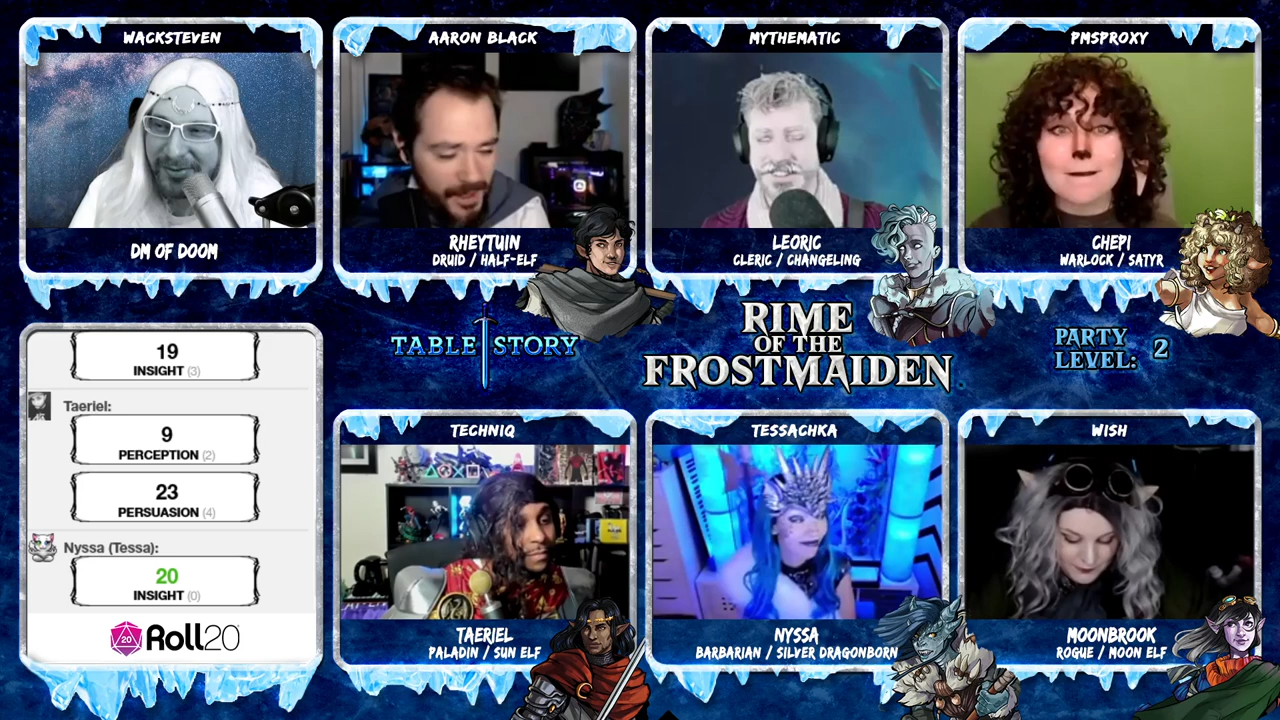 WACKSTEVEN
DM OF DOOM
AARON BLACK
RHEYTUIN
DRUID / HALF-ELF
MYTHEMATIC
LEORIC
CLERIC / CHANGELING
PMSPROXY
CHEPI
WARLOCK / SATYR
19
INSIGHT (3)
Taeriel:
9
PERCEPTION (2)
23
PERSUASION (4)
Nyssa (Tessa):
20
INSIGHT (0)
20
Roll20
TABLE STORY
RIME
OF THE
FROSTMAIDEN
PARTY
LEVEL: 2
TECHNIQ
TAERIEL
PALADIN / SUN ELF
TESSACHKA
NYSSA
BARBARIAN / SILVER DRAGONBORN
WISH
MOONBROOK
ROGUE / MOON ELF